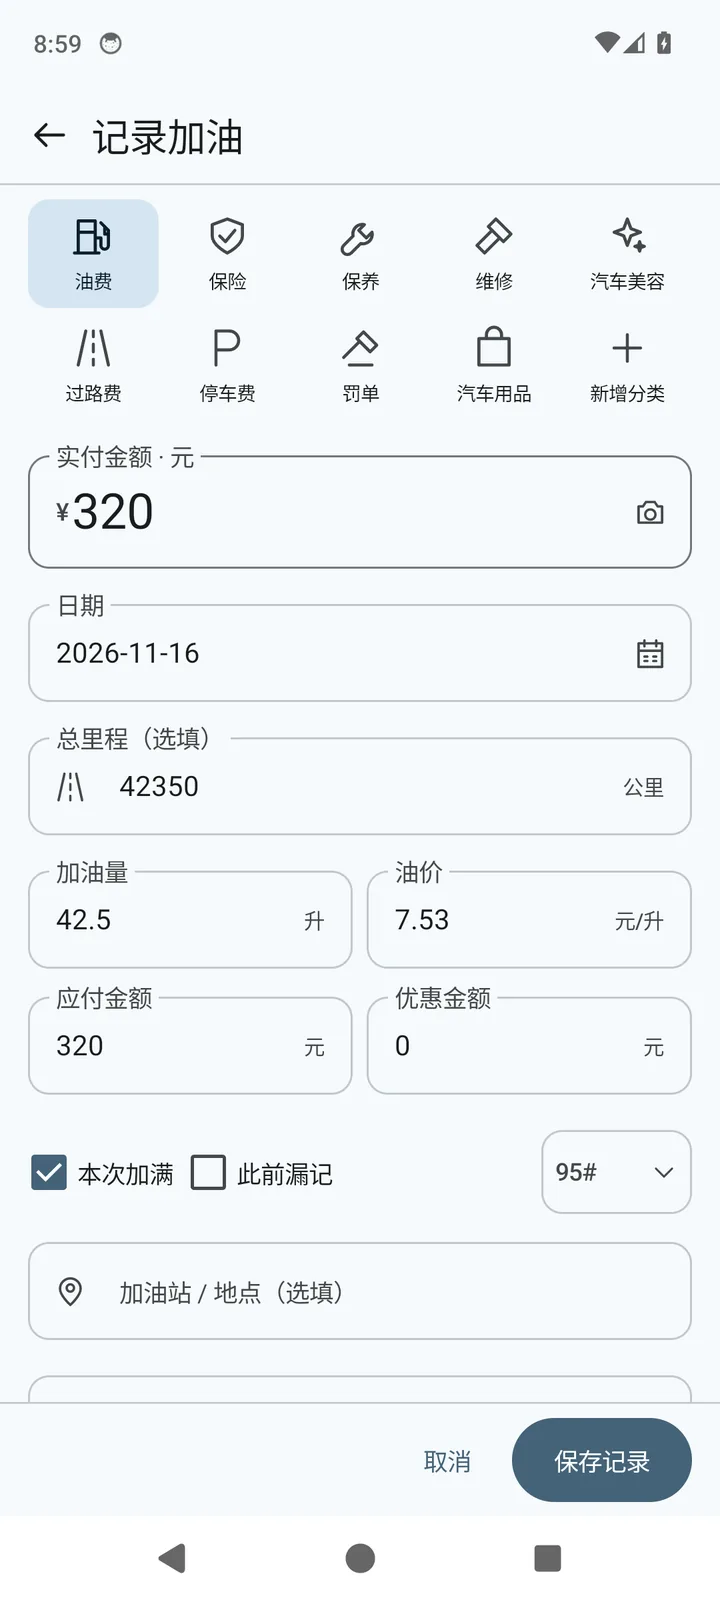 8:59
记录加油
油费 保险 保养 维修 汽车美容
过路费 停车费 罚单 汽车用品 新增分类
实付金额 · 元
¥320
日期
2026-11-16
总里程（选填）
42350 公里
加油量 油价
42.5 升 7.53 元/升
应付金额 优惠金额
320 元 0 元
本次加满 此前漏记 95#
加油站 / 地点（选填）
取消 保存记录